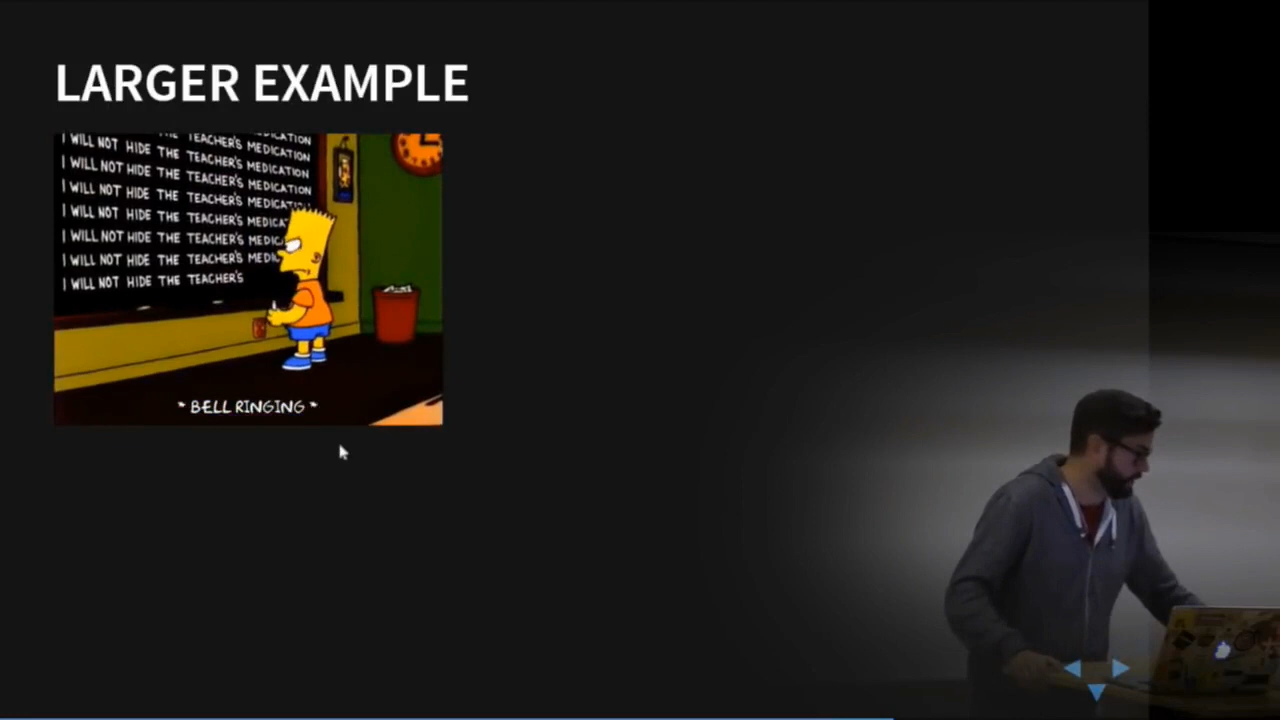 LARGER EXAMPLE
TEACHER'S MEDICATION
I WILL NOT HIDE THE TEACHER'S MEDICATION
I WILL NOT HIDE THE TEACHER'S MEDICATION
I WILL NOT HIDE THE TEACHER'S MEDICATION
I WILL NOT HIDE THE TEACHER'S
I WILL NOT HIDE THE TEACHER'S
I WILL NOT HIDE THE TEACHER'S
I WILL NOT HIDE THE TEACHER'S
* BELL RINGING *